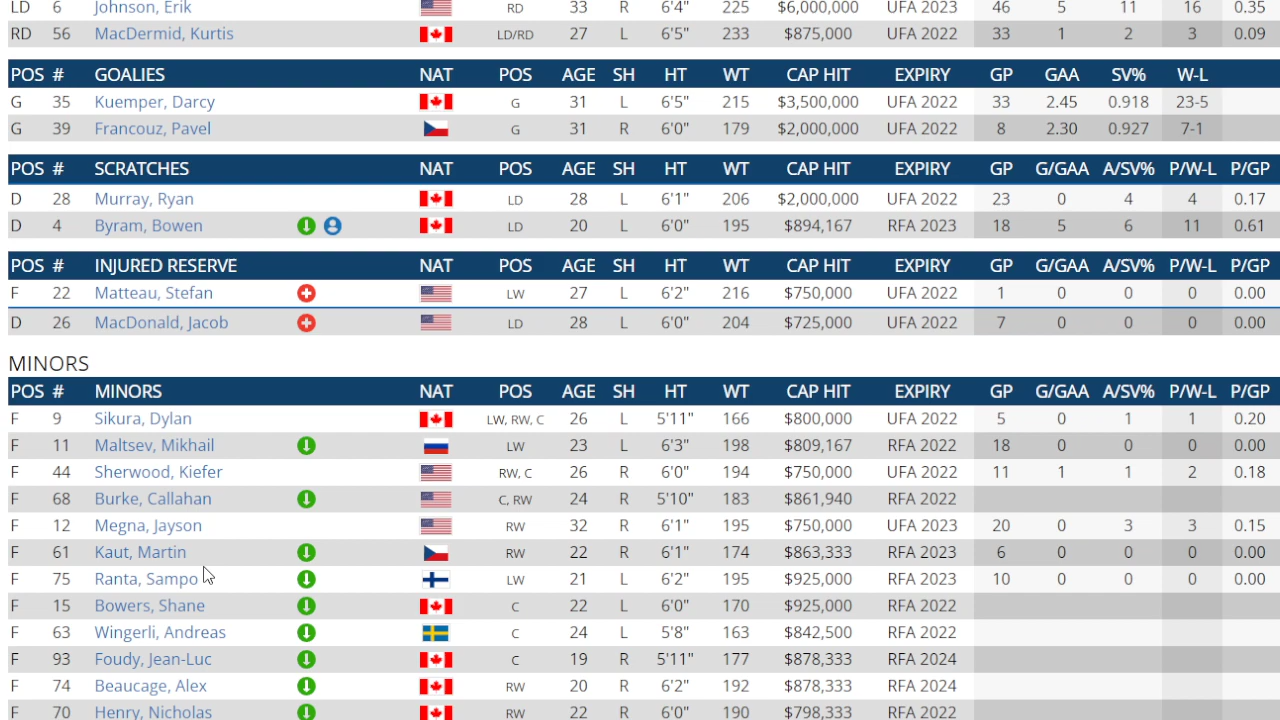 LD 6 Johnson, Erik RD 33 R 6'4" 225 $6,000,000 UFA 2023 46 5 11 16 0.35
RD 56 MacDermid, Kurtis LD/RD 27 L 6'5" 233 $875,000 UFA 2022 33 1 2 3 0.09
POS # GOALIES NAT POS AGE SH HT WT CAP HIT EXPIRY GP GAA SV% W-L
G 35 Kuemper, Darcy G 31 L 6'5" 215 $3,500,000 UFA 2022 33 2.45 0.918 23-5
G 39 Francouz, Pavel G 31 R 6'0" 179 $2,000,000 UFA 2022 8 2.30 0.927 7-1
POS # SCRATCHES NAT POS AGE SH HT WT CAP HIT EXPIRY GP G/GAA A/SV% P/W-L P/GP
D 28 Murray, Ryan LD 28 L 6'1" 206 $2,000,000 UFA 2022 23 0 4 4 0.17
D 4 Byram, Bowen LD 20 L 6'0" 195 $894,167 RFA 2023 18 5 6 11 0.61
POS # INJURED RESERVE NAT POS AGE SH HT WT CAP HIT EXPIRY GP G/GAA A/SV% P/W-L P/GP
F 22 Matteau, Stefan LW 27 L 6'2" 216 $750,000 UFA 2022 1 0 0 0 0.00
D 26 MacDonald, Jacob LD 28 L 6'0" 204 $725,000 UFA 2022 7 0 0 0 0.00
MINORS
POS # MINORS NAT POS AGE SH HT WT CAP HIT EXPIRY GP G/GAA A/SV% P/W-L P/GP
F 9 Sikura, Dylan LW, RW, C 26 L 5'11" 166 $800,000 UFA 2022 5 0 1 1 0.20
F 11 Maltsev, Mikhail LW 23 L 6'3" 198 $809,167 RFA 2022 18 0 0 0 0.00
F 44 Sherwood, Kiefer RW, C 26 R 6'0" 194 $750,000 UFA 2022 11 1 1 2 0.18
F 68 Burke, Callahan C, RW 24 R 5'10" 183 $861,940 RFA 2022
F 12 Megna, Jayson RW 32 R 6'1" 195 $750,000 UFA 2023 20 0 3 3 0.15
F 61 Kaut, Martin RW 22 R 6'1" 174 $863,333 RFA 2023 6 0 0 0 0.00
F 75 Ranta, Sampo LW 21 L 6'2" 195 $925,000 RFA 2023 10 0 0 0 0.00
F 15 Bowers, Shane C 22 L 6'0" 170 $925,000 RFA 2022
F 63 Wingerli, Andreas C 24 L 5'8" 163 $842,500 RFA 2022
F 93 Foudy, Jean-Luc C 19 R 5'11" 177 $878,333 RFA 2024
F 74 Beaucage, Alex RW 20 R 6'2" 192 $878,333 RFA 2024
F 70 Henry, Nicholas RW 22 R 6'0" 190 $798,333 RFA 2022